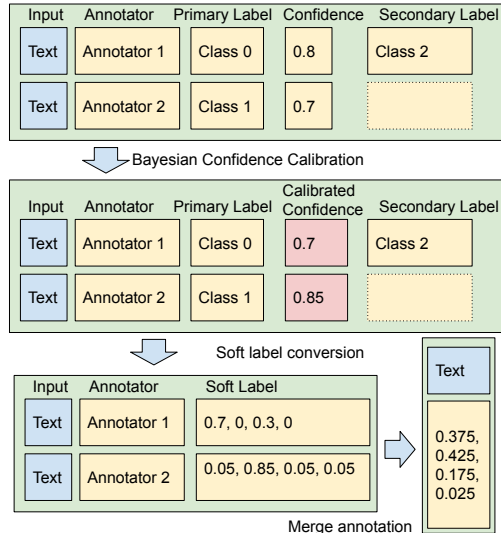 Input Annotator Primary Label Confidence Secondary Label
Text Annotator 1 Class 0 0.8 Class 2
Text Annotator 2 Class 1 0.7
Bayesian Confidence Calibration
Input Annotator Primary Label Calibrated Confidence Secondary Label
Text Annotator 1 Class 0 0.7 Class 2
Text Annotator 2 Class 1 0.85
Soft label conversion
Input Annotator Soft Label
Text Annotator 1 0.7, 0, 0.3, 0
Text Annotator 2 0.05, 0.85, 0.05, 0.05
Text
0.375,
0.425,
0.175,
0.025
Merge annotation